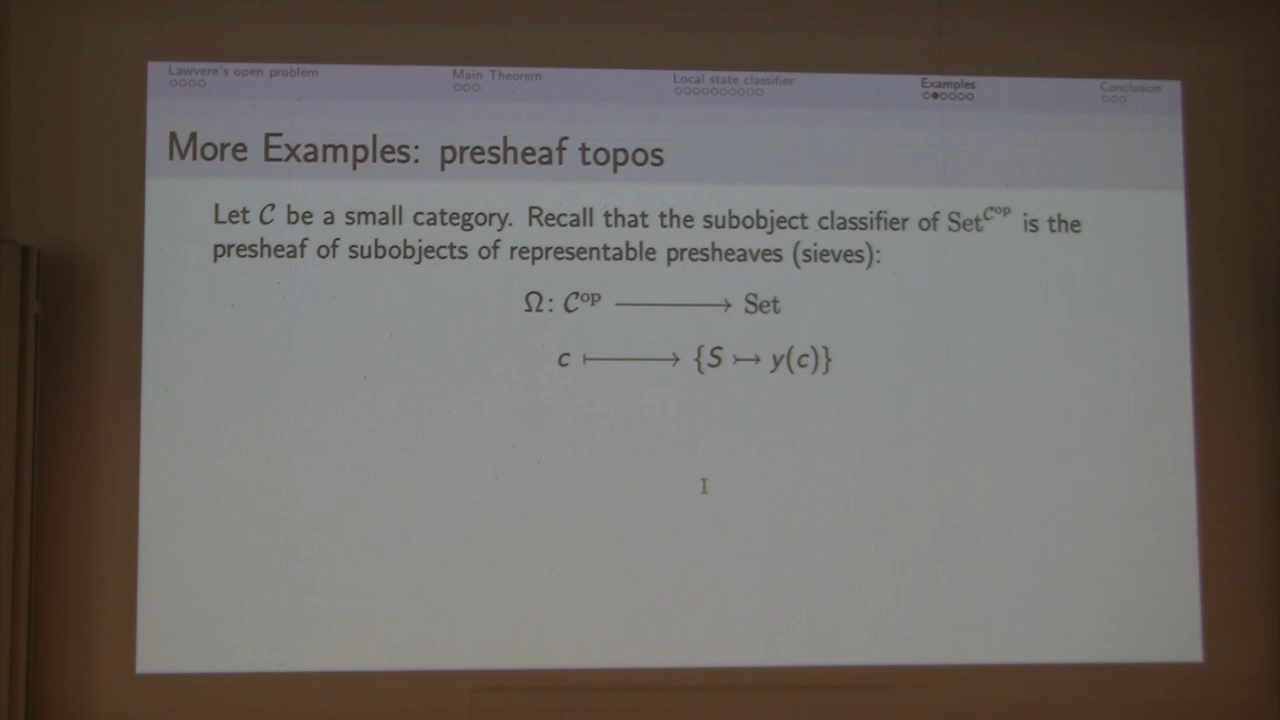 Lawvere's open problem Main Theorem Local state classifier Examples Conclusion
More Examples: presheaf topos
Let 𝒞 be a small category. Recall that the subobject classifier of Set^{𝒞^{op}} is the
presheaf of subobjects of representable presheaves (sieves):
Ω: 𝒞^{op} ⟶ Set
c ⟼ {S ↣ y(c)}